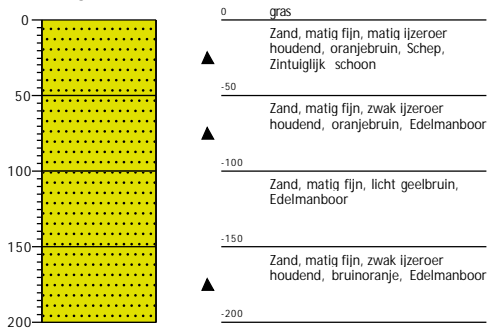 0
50
100
150
200
0 gras
Zand, matig fijn, matig ijzeroer
houdend, oranjebruin, Schep,
Zintuiglijk schoon
-50
Zand, matig fijn, zwak ijzeroer
houdend, oranjebruin, Edelmanboor
-100
Zand, matig fijn, licht geelbruin,
Edelmanboor
-150
Zand, matig fijn, zwak ijzeroer
houdend, bruinoranje, Edelmanboor
-200